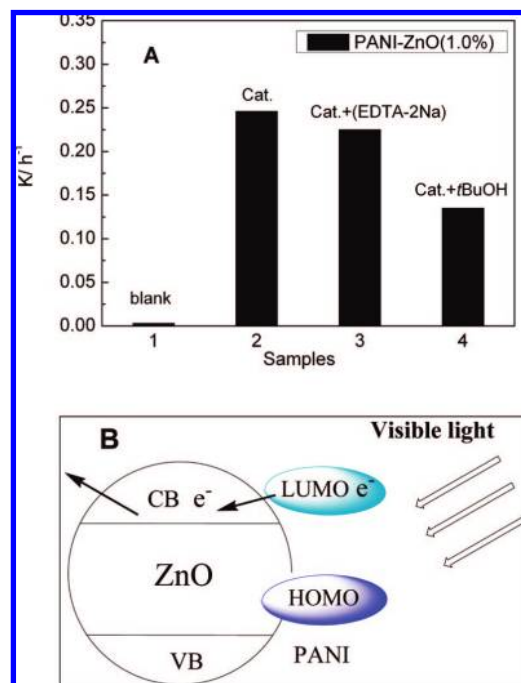 A
PANI-ZnO(1.0%)
K/ h⁻¹
0.35
0.30
0.25
0.20
0.15
0.10
0.05
0.00
blank
Cat.
Cat.+(EDTA-2Na)
Cat.+tBuOH
1 2 3 4
Samples
B
Visible light
CB e⁻
LUMO e⁻
ZnO
HOMO
VB
PANI